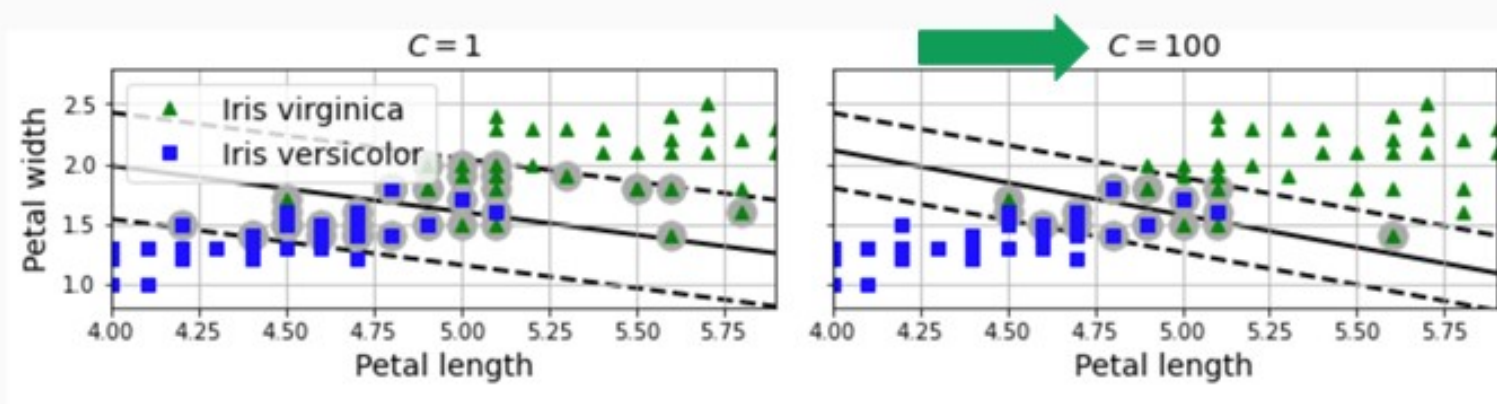 C = 1
Petal width
2.5
2.0
1.5
1.0
Iris virginica
Iris versicolor
4.00 4.25 4.50 4.75 5.00 5.25 5.50 5.75
Petal length
C = 100
4.00 4.25 4.50 4.75 5.00 5.25 5.50 5.75
Petal length